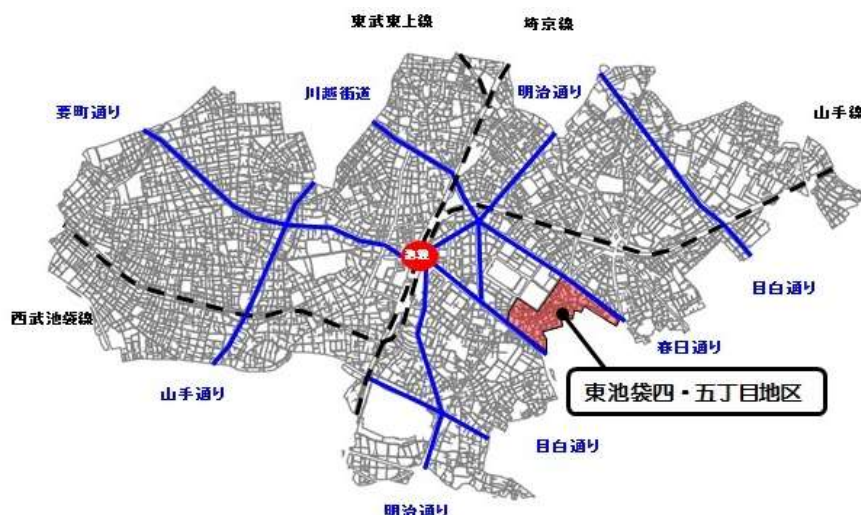 東武東上線
埼京線
川越街道
明治通り
要町通り
山手線
池袋
西武池袋線
目白通り
春日通り
山手通り
東池袋四・五丁目地区
目白通り
明治通り